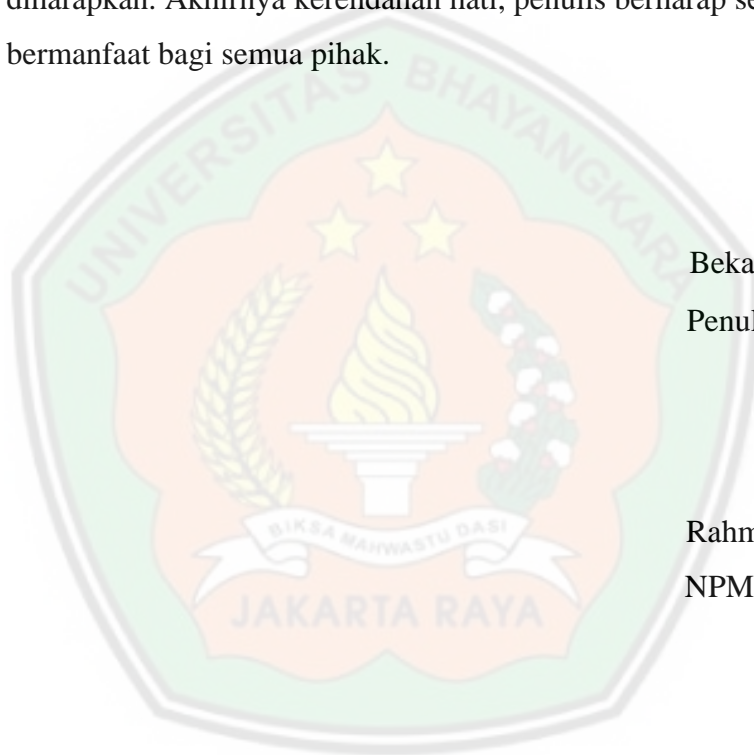 diharapkan. Akhirnya kerendahan hati, penulis berharap se
bermanfaat bagi semua pihak.
UNIVERSITAS BHAYANGKARA
Beka
Penul
BIKSA MAHWASTU DASI
Rahm
NPM
JAKARTA RAYA